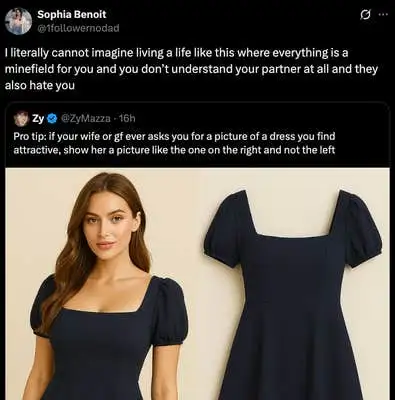 Sophia Benoit
@1followernodad
I literally cannot imagine living a life like this where everything is a
minefield for you and you don’t understand your partner at all and they
also hate you
Zy @ZyMazza · 16h
Pro tip: if your wife or gf ever asks you for a picture of a dress you find
attractive, show her a picture like the one on the right and not the left